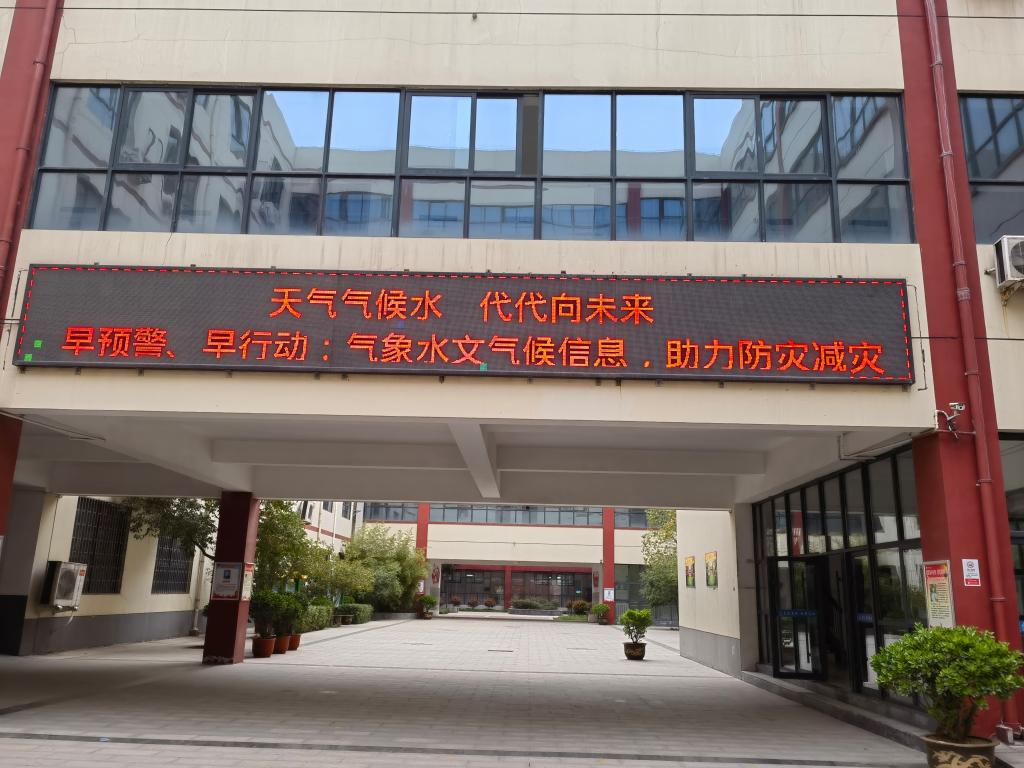 天气气候水 代代向未来
早预警、早行动：气象水文气候信息，助力防灾减灾